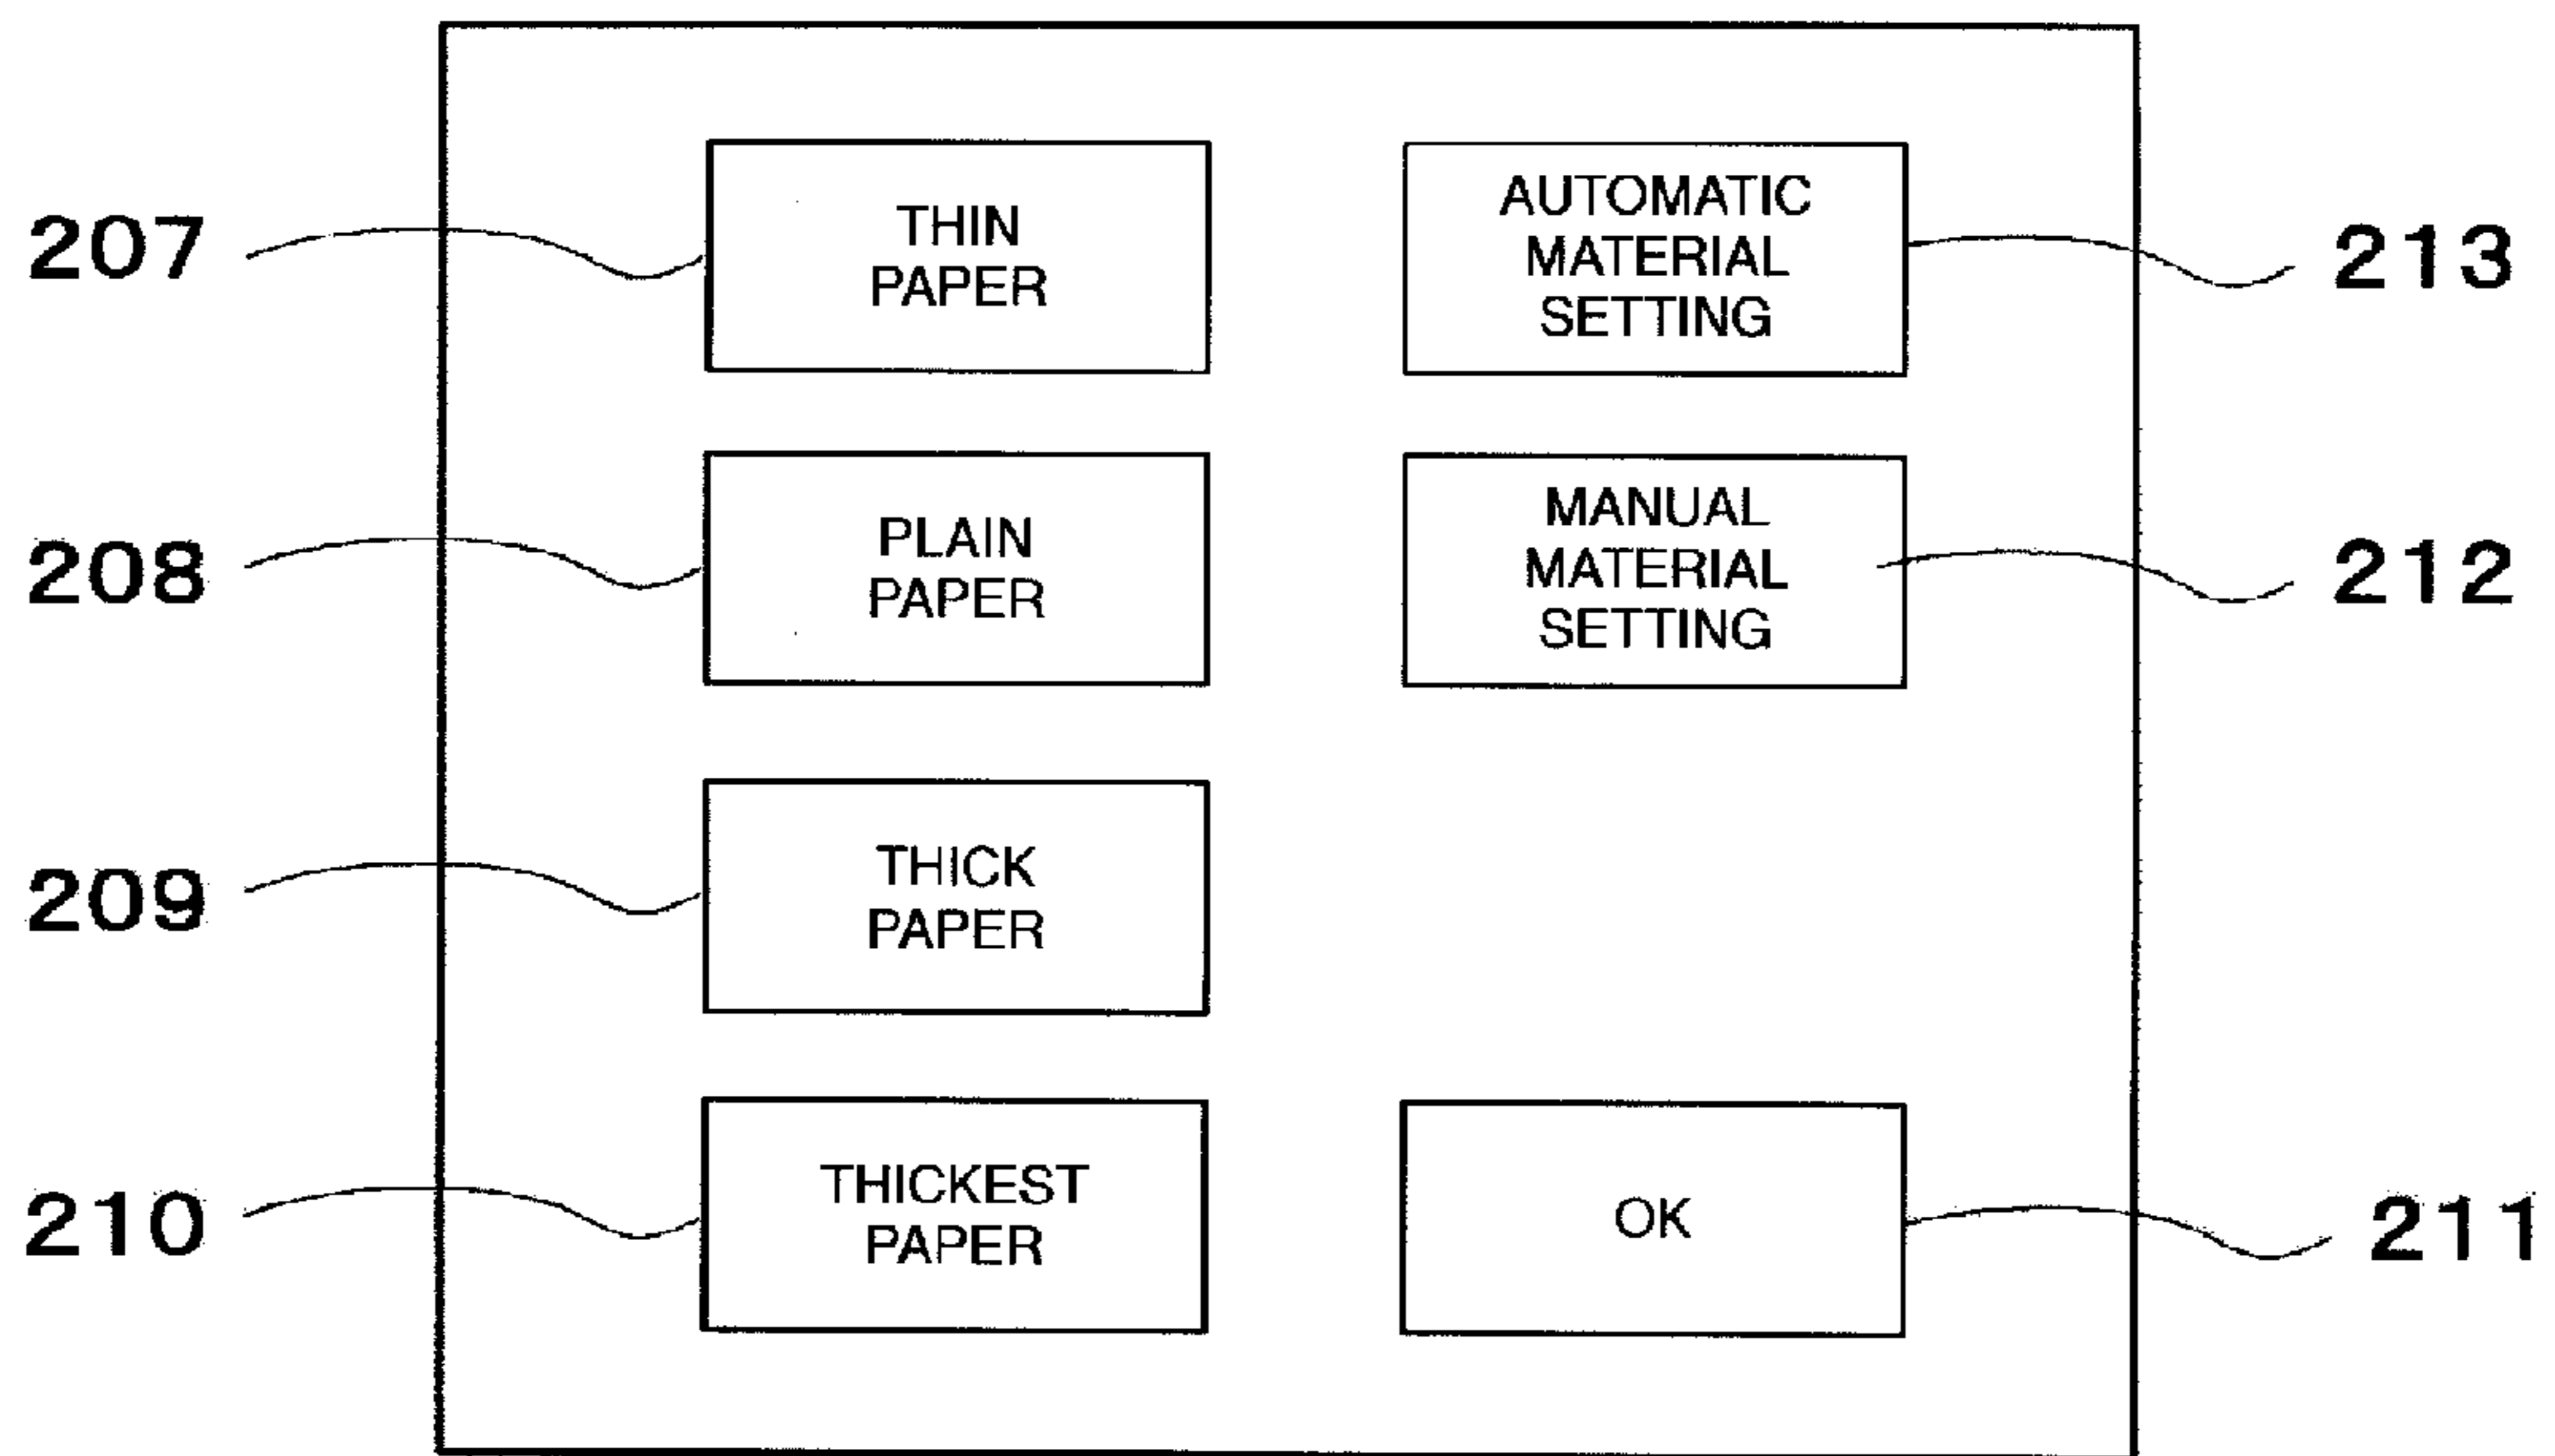 207
THIN
PAPER
AUTOMATIC
MATERIAL
SETTING
213
208
PLAIN
PAPER
MANUAL
MATERIAL
SETTING
212
209
THICK
PAPER
210
THICKEST
PAPER
OK
211